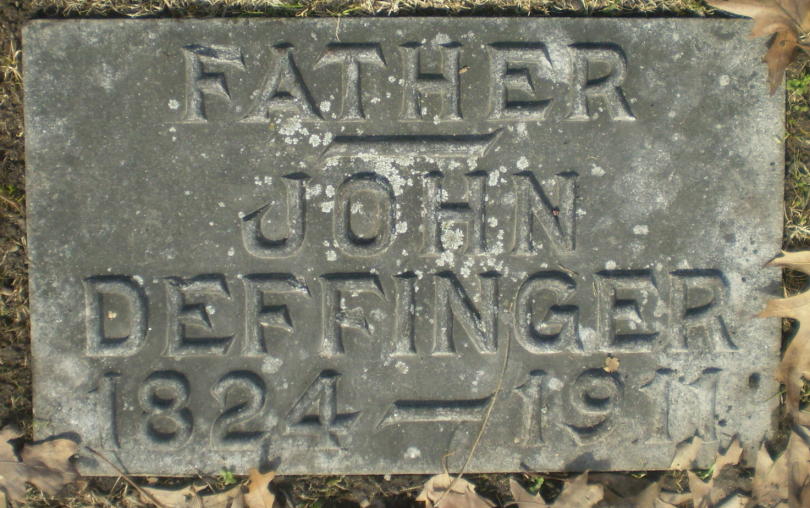 FATHER
JOHN
DEFFINGER
1824 — 1911